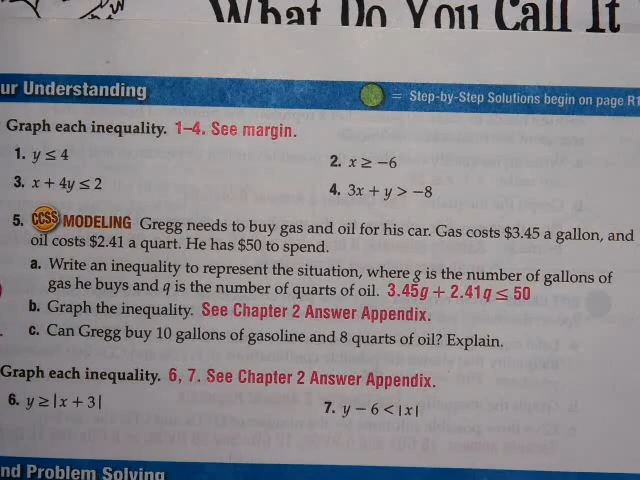 What Do You Call It
ur Understanding
= Step-by-Step Solutions begin on page R1
Graph each inequality. 1–4. See margin.
1. y ≤ 4
2. x ≥ −6
3. x + 4y ≤ 2
4. 3x + y > −8
5. CCSS MODELING Gregg needs to buy gas and oil for his car. Gas costs $3.45 a gallon, and
oil costs $2.41 a quart. He has $50 to spend.
a. Write an inequality to represent the situation, where g is the number of gallons of
gas he buys and q is the number of quarts of oil. 3.45g + 2.41q ≤ 50
b. Graph the inequality. See Chapter 2 Answer Appendix.
c. Can Gregg buy 10 gallons of gasoline and 8 quarts of oil? Explain.
Graph each inequality. 6, 7. See Chapter 2 Answer Appendix.
6. y ≥ |x + 3|
7. y − 6 < |x|
nd Problem Solving